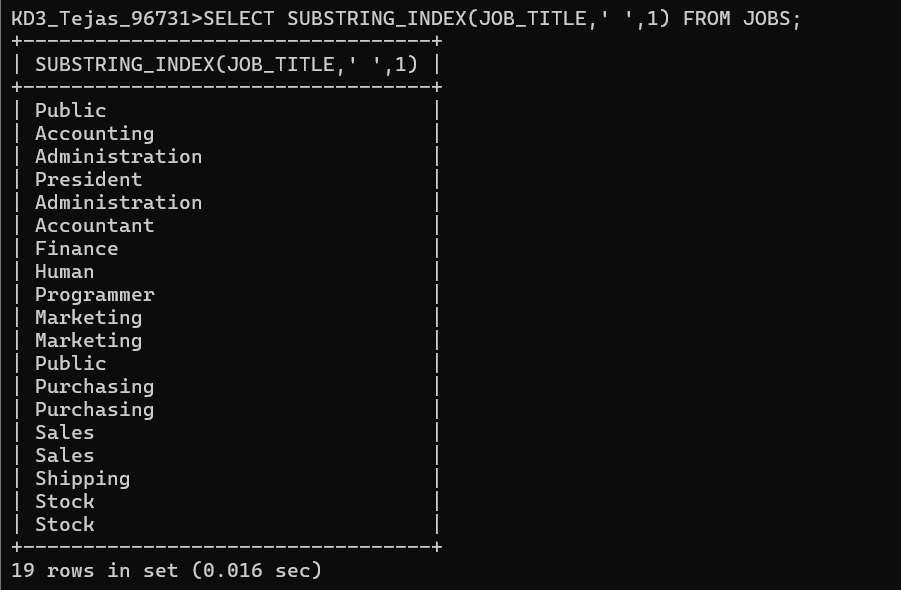 KD3_Tejas_96731>SELECT SUBSTRING_INDEX(JOB_TITLE,' ',1) FROM JOBS;
+----------------------------------+
| SUBSTRING_INDEX(JOB_TITLE,' ',1) |
+----------------------------------+
| Public                           |
| Accounting                       |
| Administration                   |
| President                        |
| Administration                   |
| Accountant                       |
| Finance                          |
| Human                            |
| Programmer                       |
| Marketing                        |
| Marketing                        |
| Public                           |
| Purchasing                       |
| Purchasing                       |
| Sales                            |
| Sales                            |
| Shipping                         |
| Stock                            |
| Stock                            |
+----------------------------------+
19 rows in set (0.016 sec)